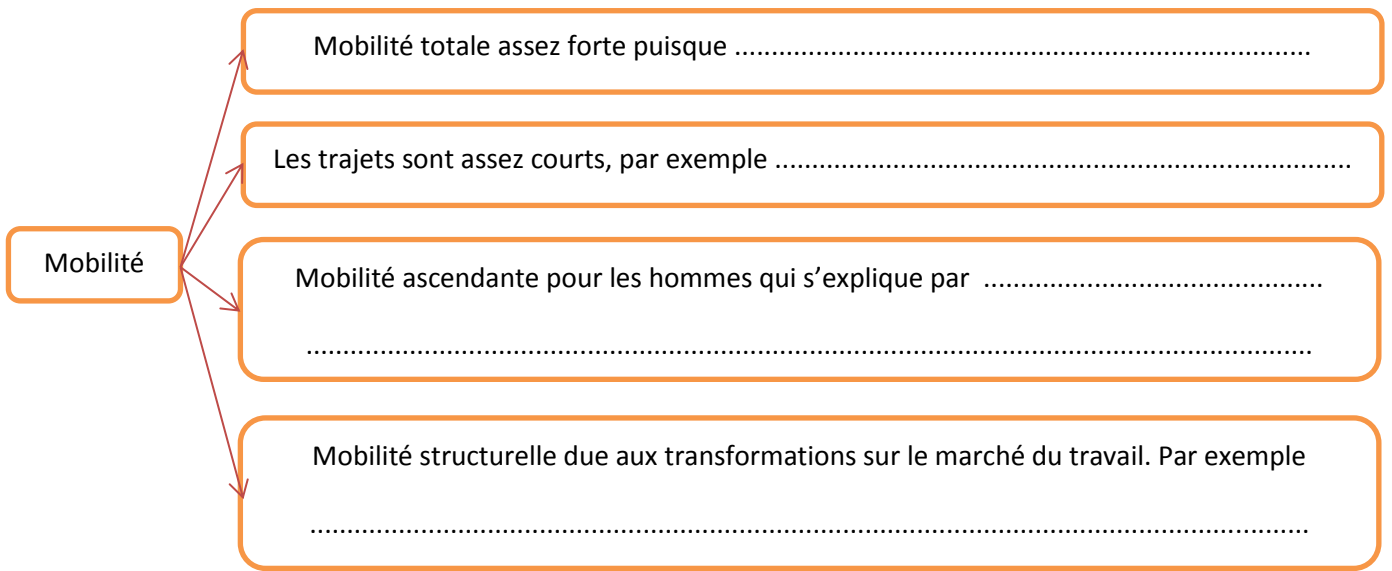 Mobilité totale assez forte puisque ................................................................................
Les trajets sont assez courts, par exemple ................................................................................
Mobilité
Mobilité ascendante pour les hommes qui s’explique par ...............................................
............................................................................................................................................
Mobilité structurelle due aux transformations sur le marché du travail. Par exemple
............................................................................................................................................